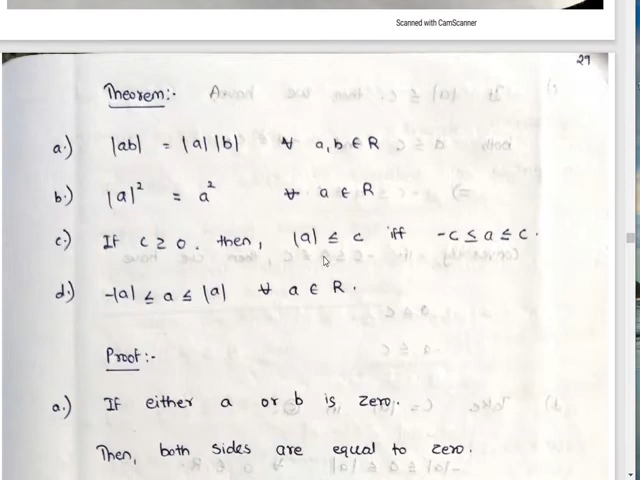 Scanned with CamScanner
29
Theorem:-
a.) |ab| = |a| |b| ∀ a, b ∈ R
b.) |a|² = a² ∀ a ∈ R
c.) If c ≥ 0. then, |a| ≤ c iff -c ≤ a ≤ c.
d.) -|a| ≤ a ≤ |a| ∀ a ∈ R.
Proof:-
a.) If either a or b is zero.
Then, both sides are equal to zero.